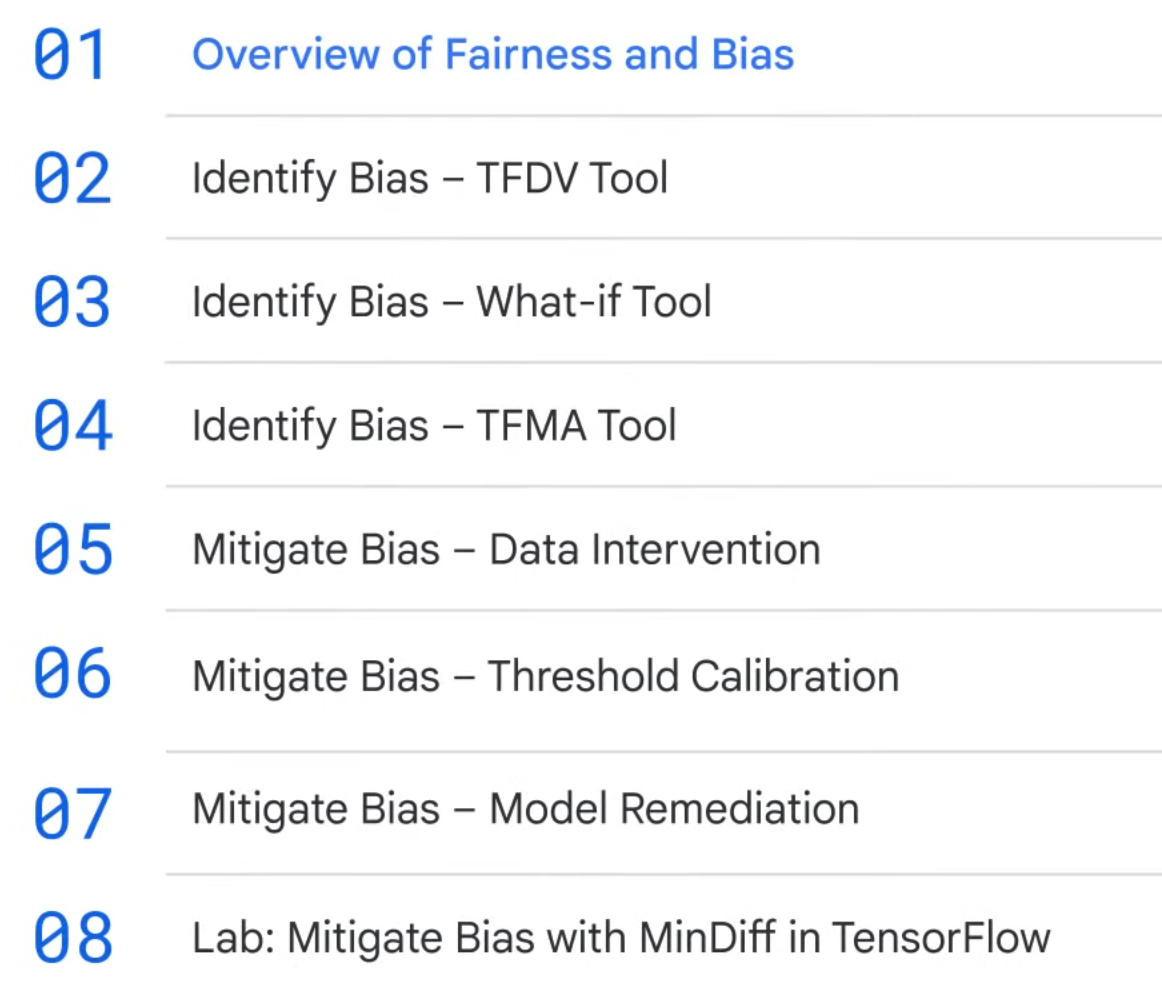 01 Overview of Fairness and Bias
02 Identify Bias – TFDV Tool
03 Identify Bias – What-if Tool
04 Identify Bias – TFMA Tool
05 Mitigate Bias – Data Intervention
06 Mitigate Bias – Threshold Calibration
07 Mitigate Bias – Model Remediation
08 Lab: Mitigate Bias with MinDiff in TensorFlow